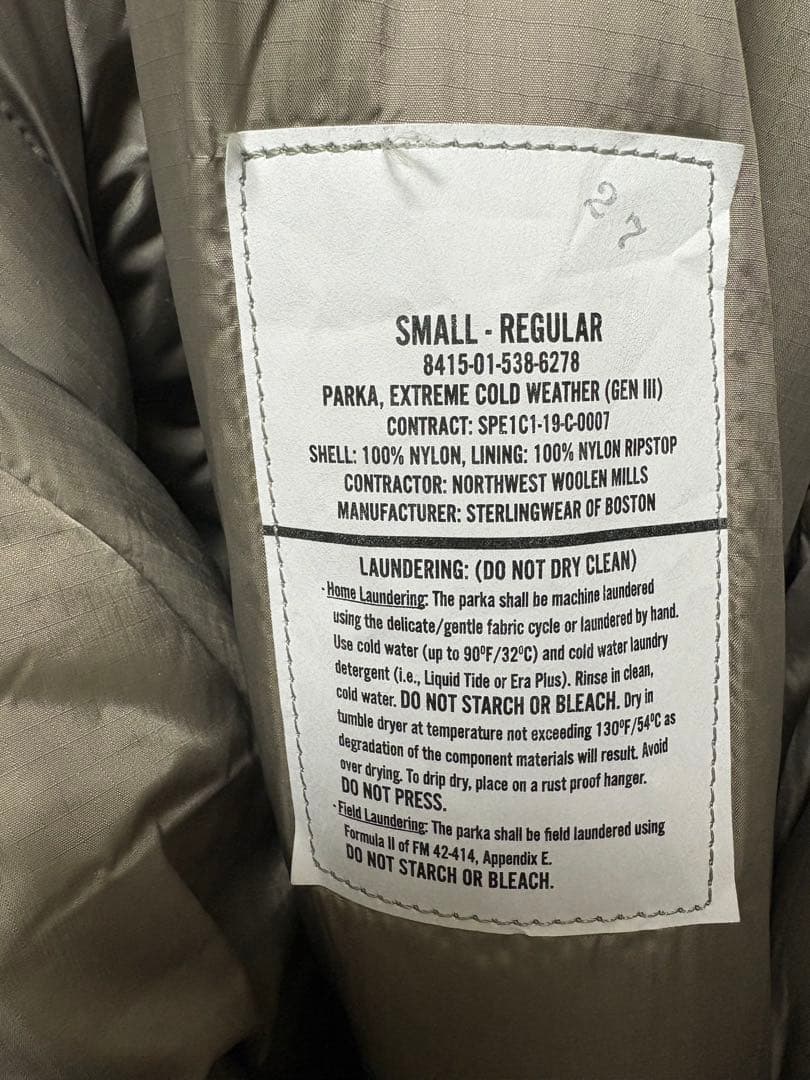 27
SMALL - REGULAR
8415-01-538-6278
PARKA, EXTREME COLD WEATHER (GEN III)
CONTRACT: SPE1C1-19-C-0007
SHELL: 100% NYLON, LINING: 100% NYLON RIPSTOP
CONTRACTOR: NORTHWEST WOOLEN MILLS
MANUFACTURER: STERLINGWEAR OF BOSTON
LAUNDERING: (DO NOT DRY CLEAN)
· Home Laundering: The parka shall be machine laundered
using the delicate/gentle fabric cycle or laundered by hand.
Use cold water (up to 90ºF/32ºC) and cold water laundry
detergent (i.e., Liquid Tide or Era Plus). Rinse in clean,
cold water. DO NOT STARCH OR BLEACH. Dry in
tumble dryer at temperature not exceeding 130ºF/54ºC as
degradation of the component materials will result. Avoid
over drying. To drip dry, place on a rust proof hanger.
DO NOT PRESS.
· Field Laundering: The parka shall be field laundered using
Formula II of FM 42-414, Appendix E.
DO NOT STARCH OR BLEACH.